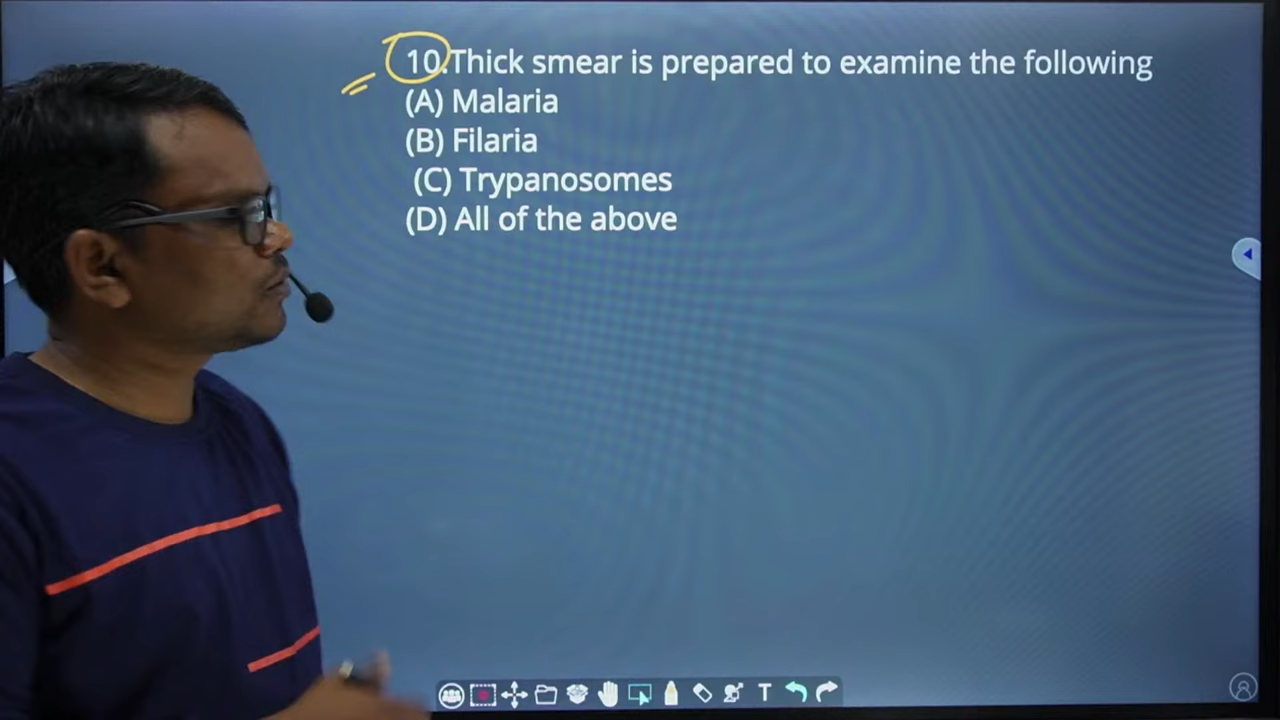 10.Thick smear is prepared to examine the following
(A) Malaria
(B) Filaria
(C) Trypanosomes
(D) All of the above
T